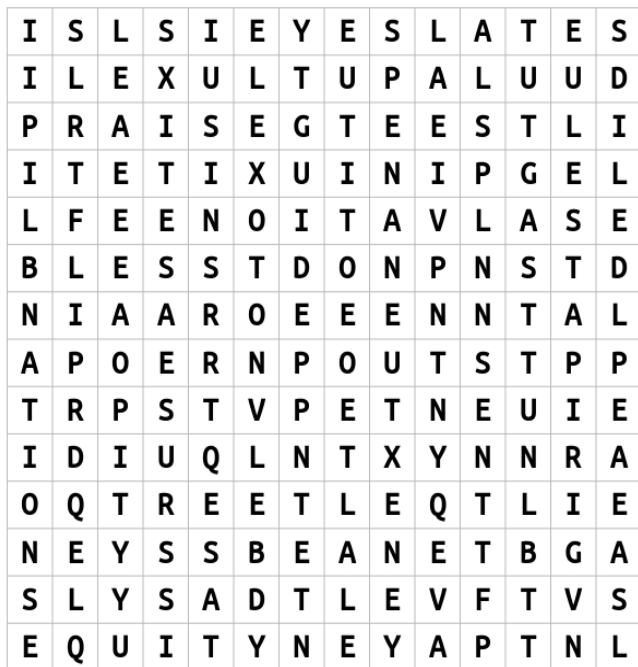 I S L S I E Y E S L A T E S
I L E X U L T U P A L U U D
P R A I S E G T E E S T L I
I T E T I X U I N I P G E L
L F E E N O I T A V L A S E
B L E S S T D O N P N S T D
N I A A R O E E E N N T A L
A P O E R N P O U T S T P P
T R P S T V P E T N E U I E
I D I U Q L N T X Y N N R A
O Q T R E E T L E Q T L I E
N E Y S S B E A N E T B G A
S L Y S A D T L E V F T V S
E Q U I T Y N E Y A P T N L